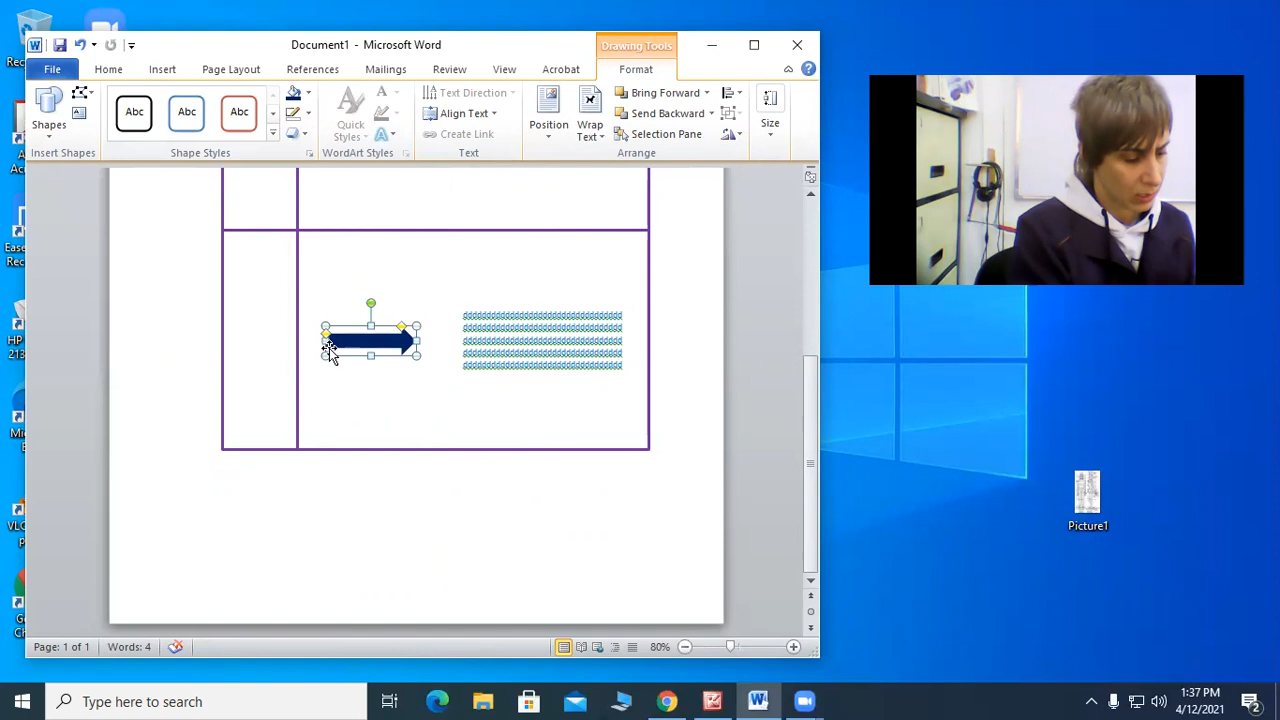 Document1 - Microsoft Word
Drawing Tools
File Home Insert Page Layout References Mailings Review View Acrobat Format
Shapes
Abc Abc Abc
Quick Styles
Text Direction
Align Text
Create Link
Position
Wrap Text
Bring Forward
Send Backward
Selection Pane
Size
Insert Shapes Shape Styles WordArt Styles Text Arrange
Picture1
Page: 1 of 1 Words: 4 80%
Type here to search
1:37 PM
4/12/2021
2